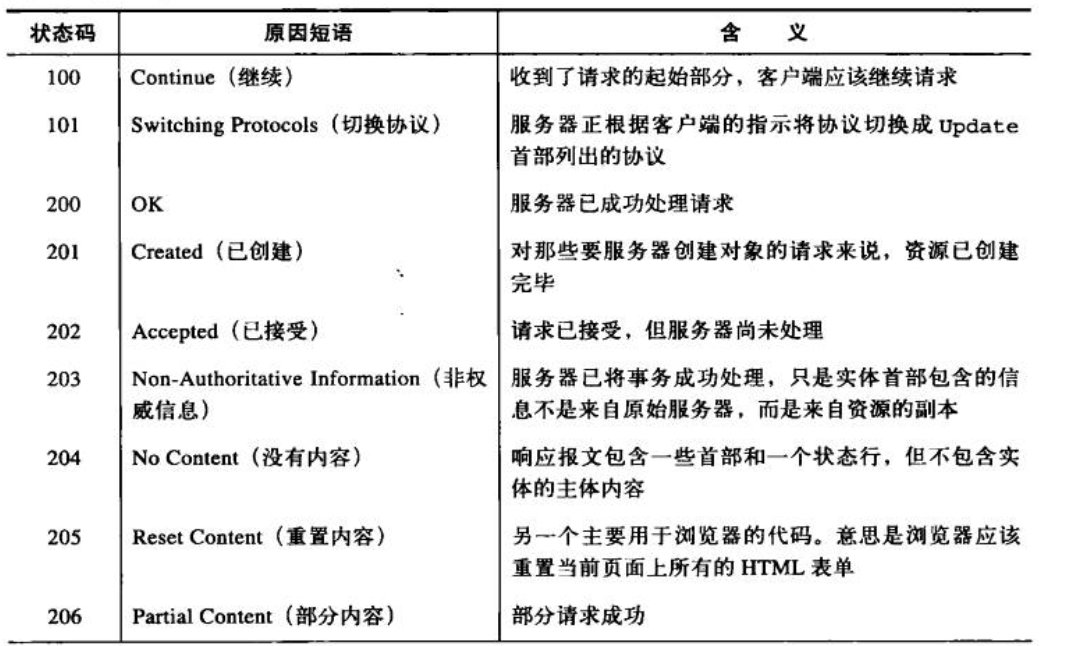 状态码 原因短语 含 义
100 Continue（继续） 收到了请求的起始部分，客户端应该继续请求
101 Switching Protocols（切换协议） 服务器正根据客户端的指示将协议切换成 Update
首部列出的协议
200 OK 服务器已成功处理请求
201 Created（已创建） 对那些要服务器创建对象的请求来说，资源已创建
完毕
202 Accepted（已接受） 请求已接受，但服务器尚未处理
203 Non-Authoritative Information（非权 服务器已将事务成功处理，只是实体首部包含的信
威信息） 息不是来自原始服务器，而是来自资源的副本
204 No Content（没有内容） 响应报文包含一些首部和一个状态行，但不包含实
体的主体内容
205 Reset Content（重置内容） 另一个主要用于浏览器的代码。意思是浏览器应该
重置当前页面上所有的 HTML 表单
206 Partial Content（部分内容） 部分请求成功